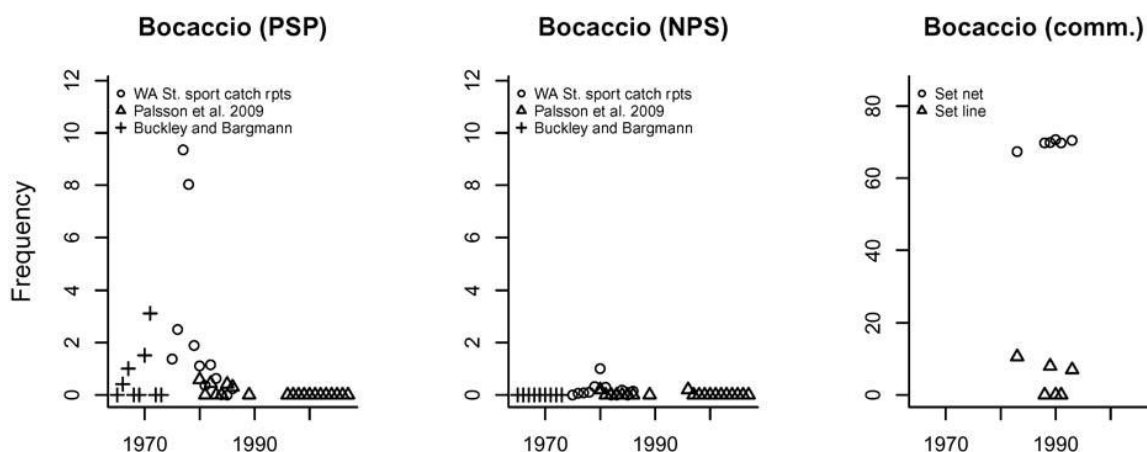 Bocaccio (PSP)
Frequency
12
10
8
6
4
2
0
WA St. sport catch rpts
Palsson et al. 2009
Buckley and Bargmann
1970
1990
Bocaccio (NPS)
12
10
8
6
4
2
0
WA St. sport catch rpts
Palsson et al. 2009
Buckley and Bargmann
1970
1990
Bocaccio (comm.)
80
60
40
20
0
Set net
Set line
1970
1990